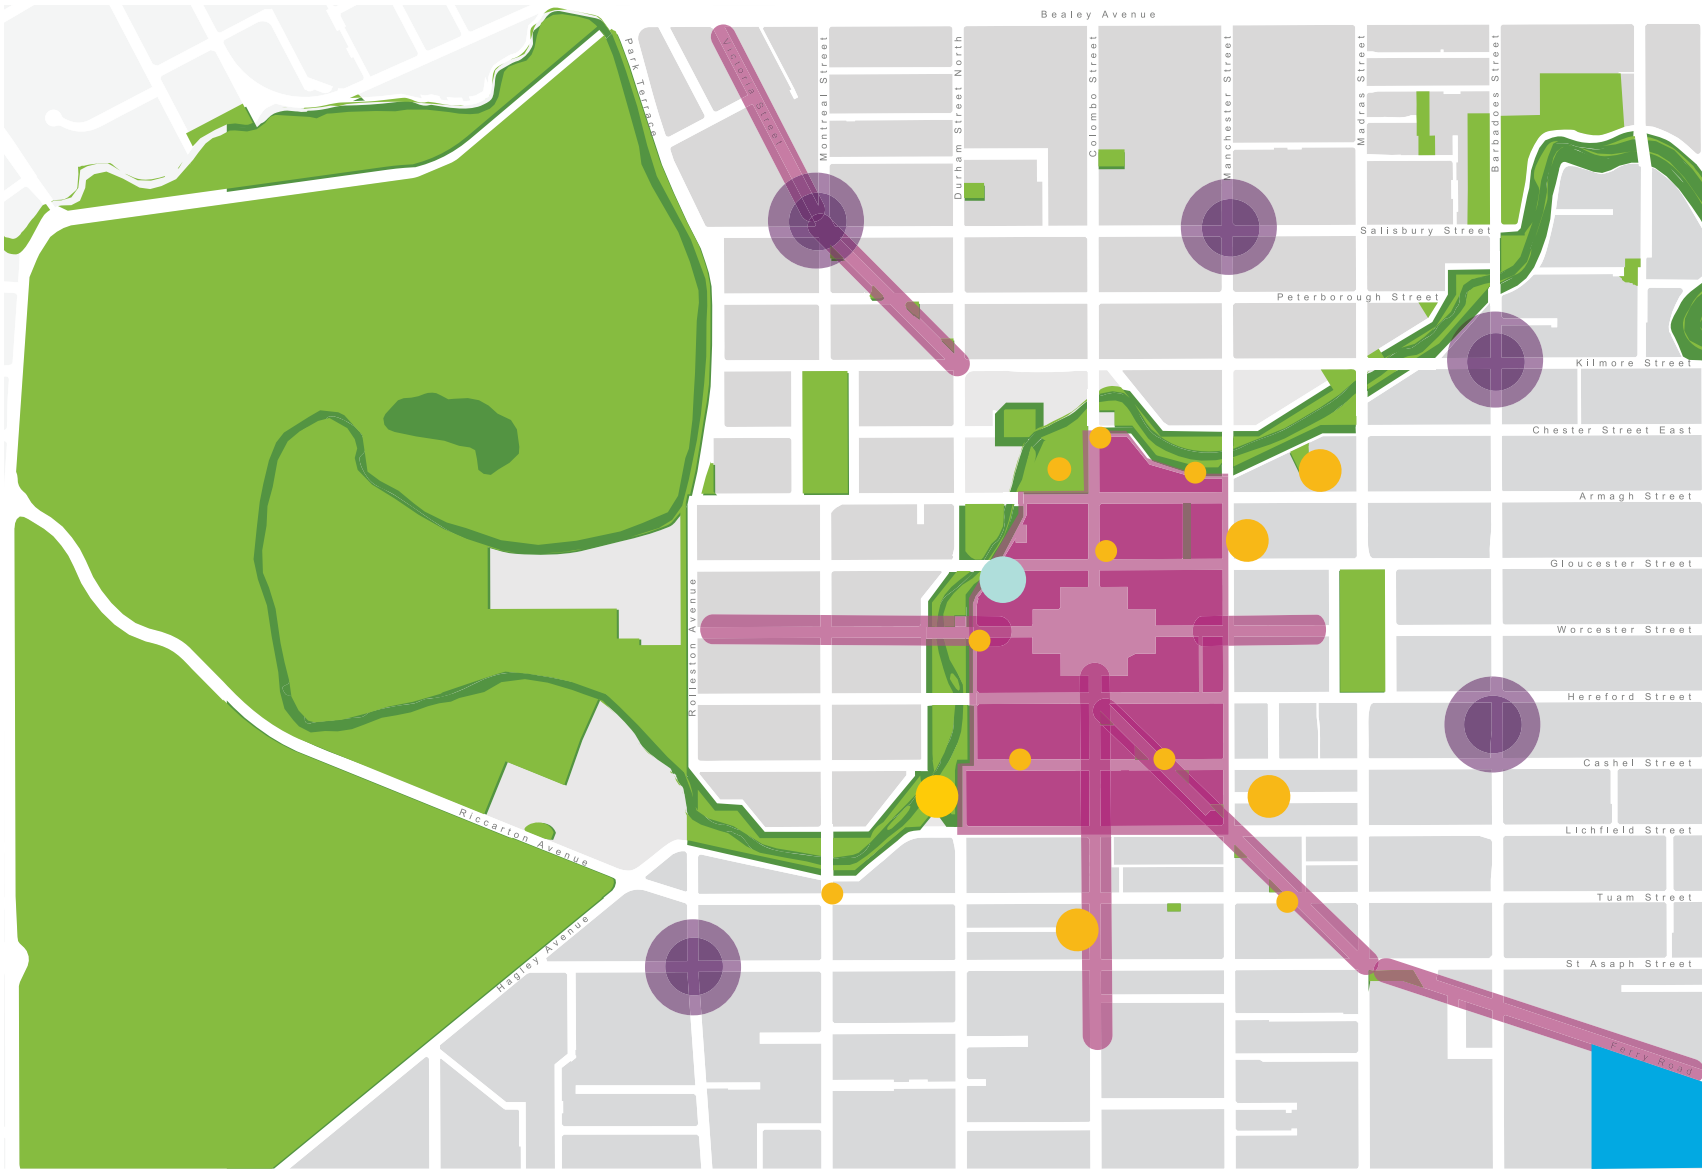 Bealey Avenue
Park Terrace
Victoria Street
Montreal Street
Durham Street North
Colombo Street
Manchester Street
Madras Street
Barbadoes Street
Salisbury Street
Peterborough Street
Kilmore Street
Chester Street East
Armagh Street
Gloucester Street
Rolleston Avenue
Worcester Street
Hereford Street
Cashel Street
Riccarton Avenue
Lichfield Street
Tuam Street
Hagley Avenue
St Asaph Street
Ferry Road